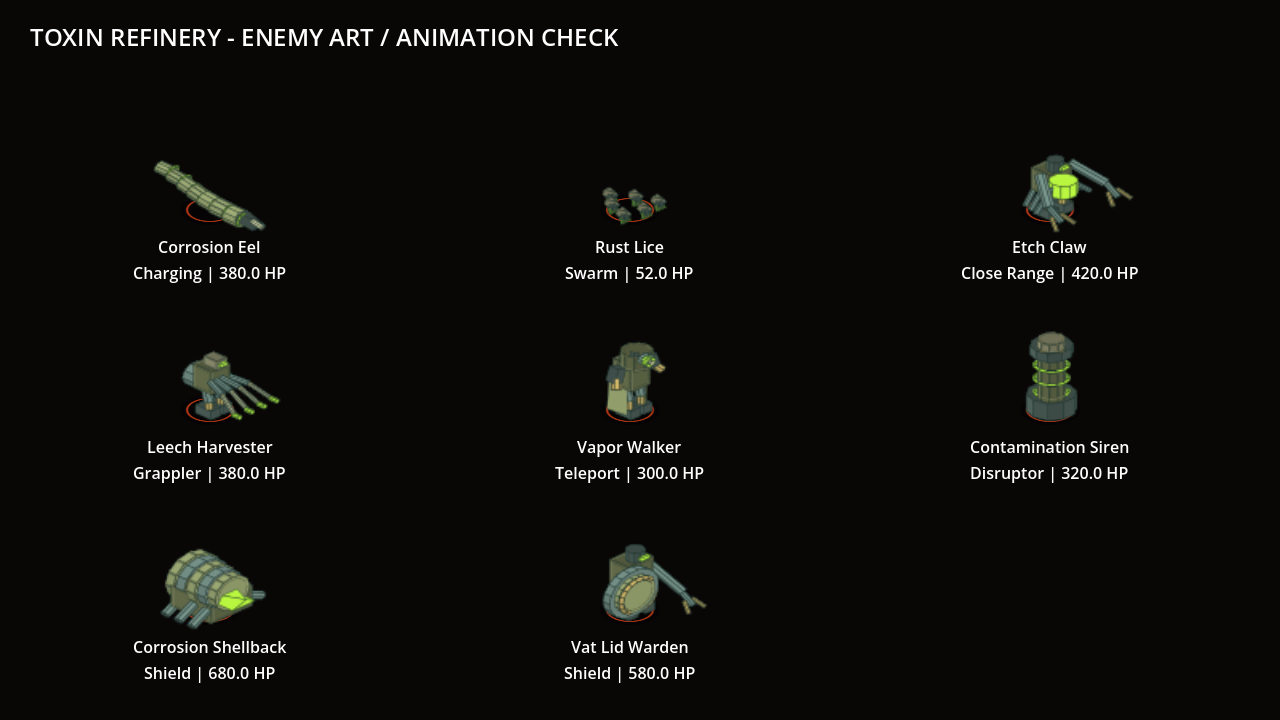 TOXIN REFINERY - ENEMY ART / ANIMATION CHECK
Corrosion Eel
Charging | 380.0 HP
Rust Lice
Swarm | 52.0 HP
Etch Claw
Close Range | 420.0 HP
Leech Harvester
Grappler | 380.0 HP
Vapor Walker
Teleport | 300.0 HP
Contamination Siren
Disruptor | 320.0 HP
Corrosion Shellback
Shield | 680.0 HP
Vat Lid Warden
Shield | 580.0 HP